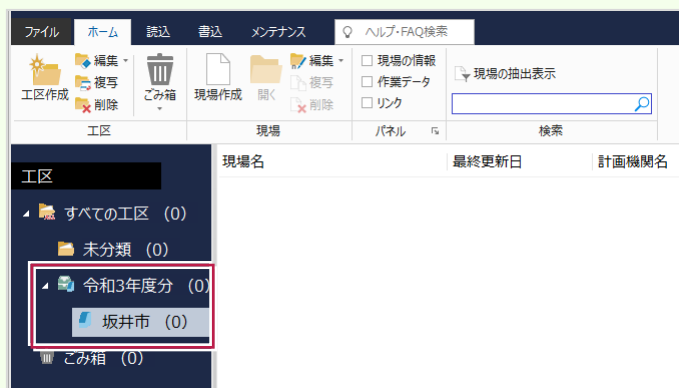 ファイル ホーム 読込 書込 メンテナンス ヘルプ・FAQ検索
工区作成 編集 複写 削除 ごみ箱
現場作成 開く 編集 複写 削除
現場の情報
作業データ
リンク
現場の抽出表示
工区 現場 パネル 検索
工区
現場名 最終更新日 計画機関名
すべての工区 (0)
未分類 (0)
令和3年度分 (0)
坂井市 (0)
ごみ箱 (0)